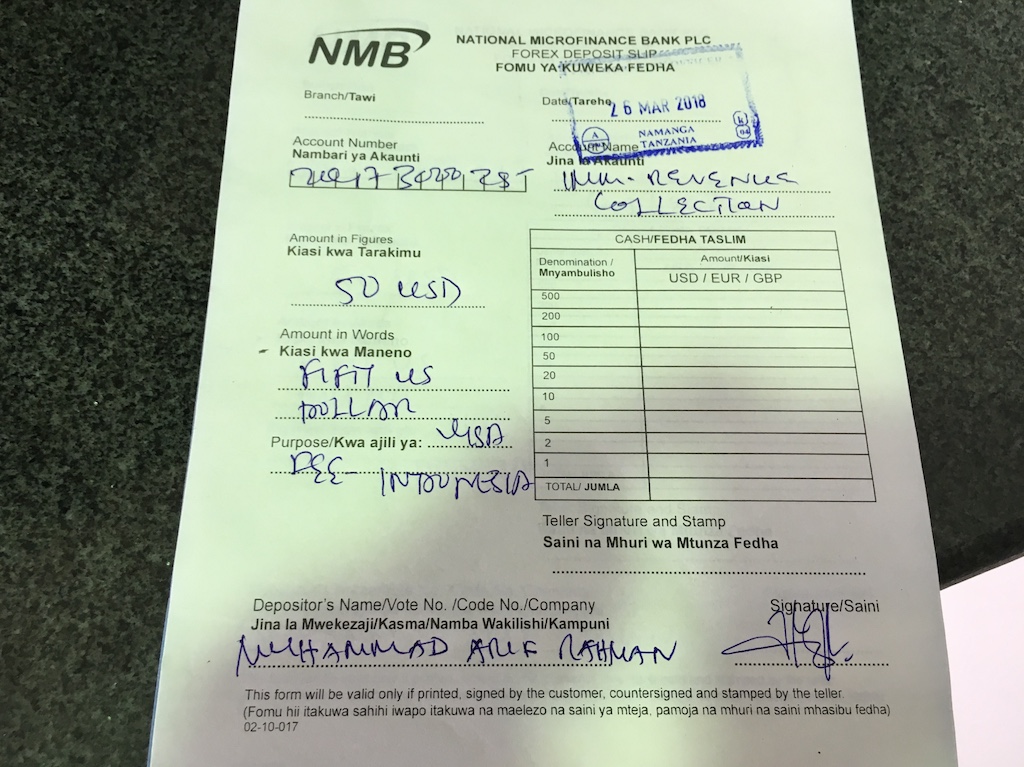 NMB
NATIONAL MICROFINANCE BANK PLC
FOREX DEPOSIT SLIP
FOMU YA KUWEKA FEDHA
Branch/Tawi
Date/Tarehe 26 MAR 2018
NAMANGA
TANZANIA
Account Number
Nambari ya Akaunti
Account Name
Jina la Akaunti
IMM. REVENUE
COLLECTION
Amount in Figures
Kiasi kwa Tarakimu
50 USD
Amount in Words
Kiasi kwa Maneno
FIFTY US
DOLLAR
Purpose/Kwa ajili ya:
INDONESIA
CASH/FEDHA TASLIM
Denomination /
Mnyambulisho
Amount/Kiasi
USD / EUR / GBP
500
200
100
50
20
10
5
2
1
TOTAL/ JUMLA
Teller Signature and Stamp
Saini na Mhuri wa Mtunza Fedha
Depositor's Name/Vote No. /Code No./Company
Jina la Mwekezaji/Kasma/Namba Wakilishi/Kampuni
MUHAMMAD ARIF RAHMAN
Signature/Saini
This form will be valid only if printed, signed by the customer, countersigned and stamped by the teller.
(Fomu hii itakuwa sahihi iwapo itakuwa na maelezo na saini ya mteja, pamoja na mhuri na saini mhasibu fedha)
02-10-017